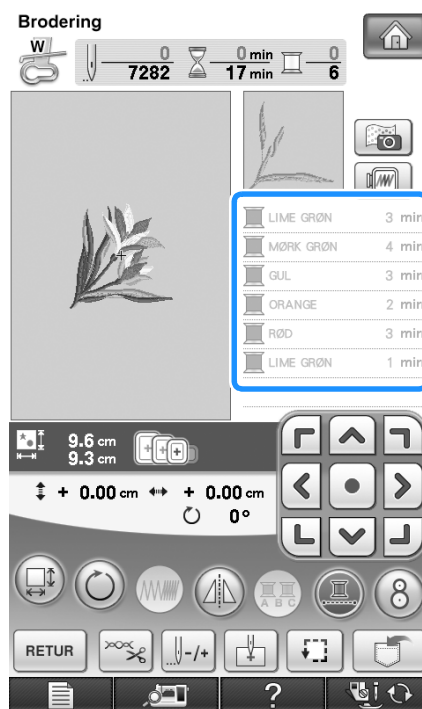 Brodering
W
0 0 min 0
7282 17 min 6
LIME GRØN 3 min
MØRK GRØN 4 min
GUL 3 min
ORANGE 2 min
RØD 3 min
LIME GRØN 1 min
9.6 cm
9.3 cm
+ 0.00 cm + 0.00 cm
0°
A B C
8
RETUR
-/+
?